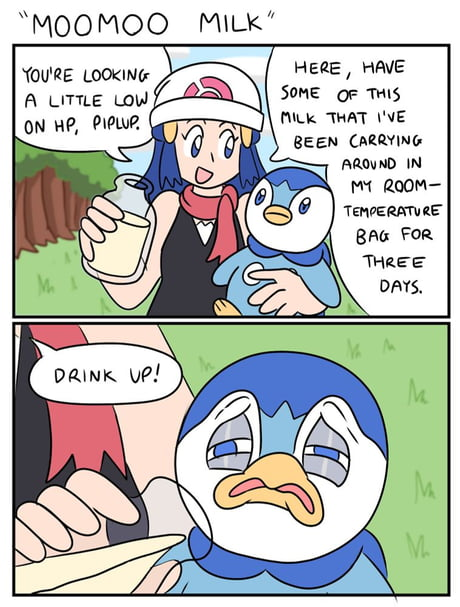 "MOOMOO MILK"
YOU'RE LOOKING
A LITTLE LOW
ON HP, PIPLUP.
HERE, HAVE
SOME OF THIS
MILK THAT I'VE
BEEN CARRYING
AROUND IN
MY ROOM-
TEMPERATURE
BAG FOR
THREE
DAYS.
DRINK UP!